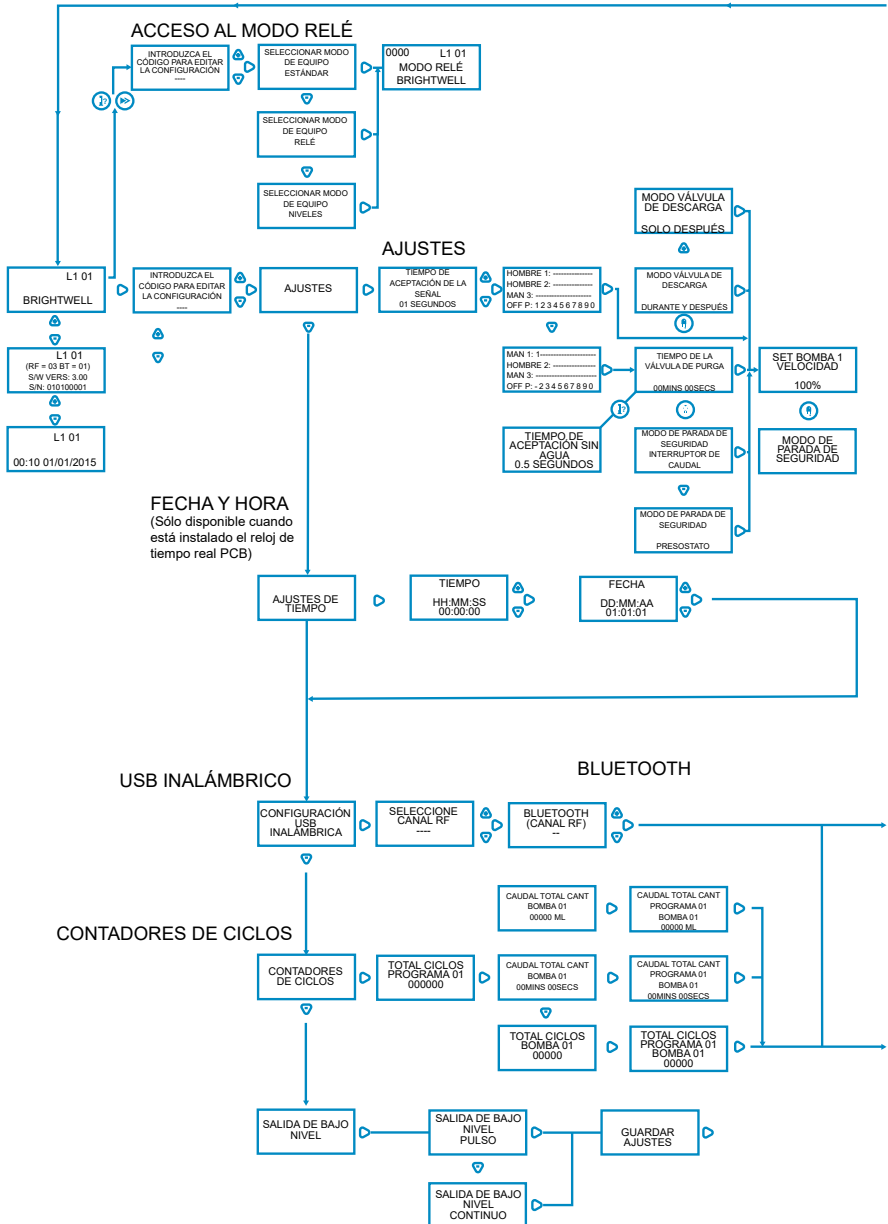 ACCESO AL MODO RELÉ
INTRODUZCA EL
CÓDIGO PARA EDITAR
LA CONFIGURACIÓN
----
SELECCIONAR MODO
DE EQUIPO
ESTÁNDAR
0000 L1 01
MODO RELÉ
BRIGHTWELL
SELECCIONAR MODO
DE EQUIPO
RELÉ
SELECCIONAR MODO
DE EQUIPO
NIVELES
MODO VÁLVULA
DE DESCARGA
SOLO DESPUÉS
AJUSTES
L1 01
BRIGHTWELL
INTRODUZCA EL
CÓDIGO PARA EDITAR
LA CONFIGURACIÓN
----
AJUSTES
TIEMPO DE
ACEPTACIÓN DE LA
SEÑAL
01 SEGUNDOS
HOMBRE 1: ---------------
HOMBRE 2: ---------------
MAN 3: ---------------------
OFF P: 1 2 3 4 5 6 7 8 9 0
MODO VÁLVULA DE
DESCARGA
DURANTE Y DESPUÉS
L1 01
(RF = 03 BT = 01)
S/W VERS: 3.00
S/N: 010100001
MAN 1: 1--------------------
HOMBRE 2: ---------------
MAN 3: ---------------------
OFF P: - 2 3 4 5 6 7 8 9 0
TIEMPO DE LA
VÁLVULA DE PURGA
00MINS 00SECS
SET BOMBA 1
VELOCIDAD
100%
L1 01
00:10 01/01/2015
TIEMPO DE
ACEPTACIÓN SIN
AGUA
0.5 SEGUNDOS
MODO DE PARADA DE
SEGURIDAD
INTERRUPTOR DE
CAUDAL
MODO DE
PARADA DE
SEGURIDAD
MODO DE PARADA DE
SEGURIDAD
PRESOSTATO
FECHA Y HORA
(Sólo disponible cuando
está instalado el reloj de
tiempo real PCB)
AJUSTES DE
TIEMPO
TIEMPO
HH:MM:SS
00:00:00
FECHA
DD:MM:AA
01:01:01
USB INALÁMBRICO
BLUETOOTH
CONFIGURACIÓN
USB
INALÁMBRICA
SELECCIONE
CANAL RF
----
BLUETOOTH
(CANAL RF)
--
CAUDAL TOTAL CANT
BOMBA 01
00000 ML
CAUDAL TOTAL CANT
PROGRAMA 01
BOMBA 01
00000 ML
CONTADORES DE CICLOS
CONTADORES
DE CICLOS
TOTAL CICLOS
PROGRAMA 01
000000
CAUDAL TOTAL CANT
BOMBA 01
00MINS 00SECS
CAUDAL TOTAL CANT
PROGRAMA 01
BOMBA 01
00MINS 00SECS
TOTAL CICLOS
BOMBA 01
00000
TOTAL CICLOS
PROGRAMA 01
BOMBA 01
00000
SALIDA DE BAJO
NIVEL
SALIDA DE BAJO
NIVEL
PULSO
GUARDAR
AJUSTES
SALIDA DE BAJO
NIVEL
CONTINUO